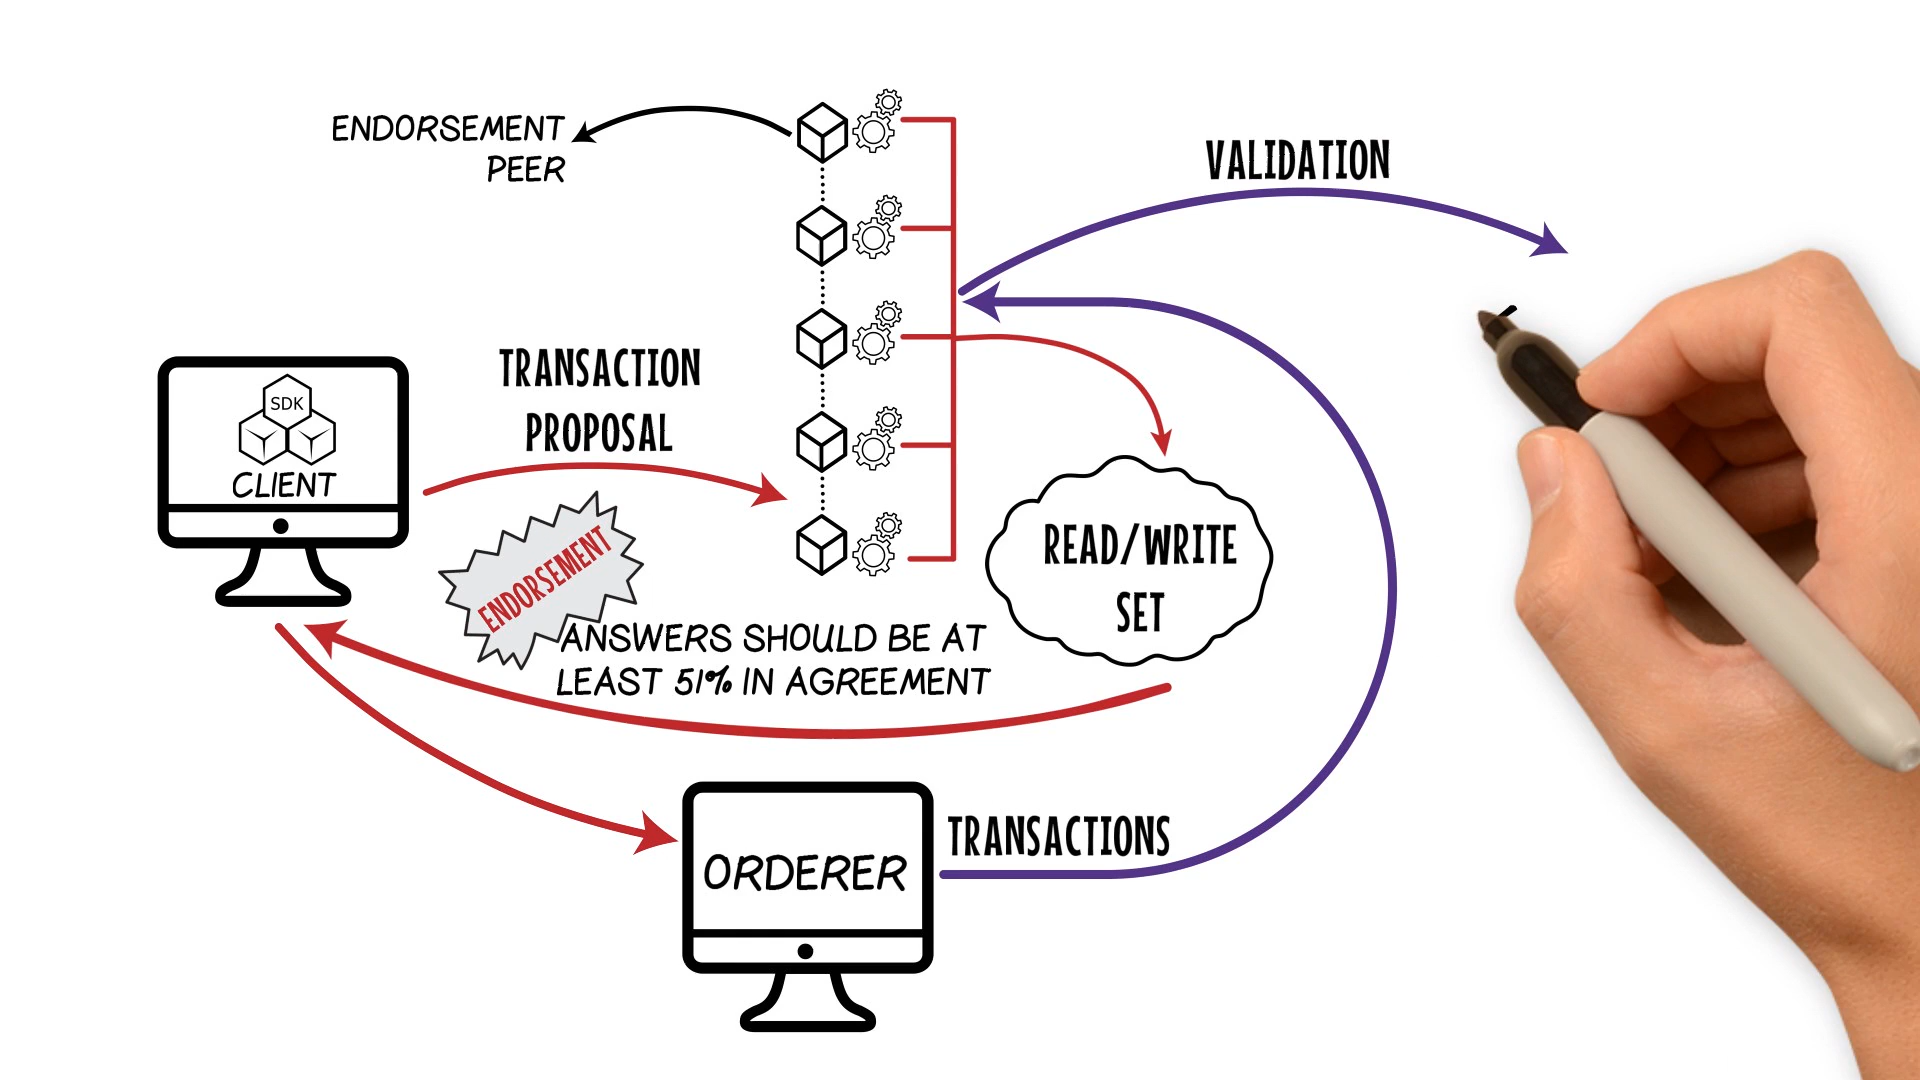 ENDORSEMENT
PEER
VALIDATION
TRANSACTION
PROPOSAL
SDK
CLIENT
ENDORSEMENT
READ/WRITE
SET
ANSWERS SHOULD BE AT
LEAST 51% IN AGREEMENT
TRANSACTIONS
ORDERER